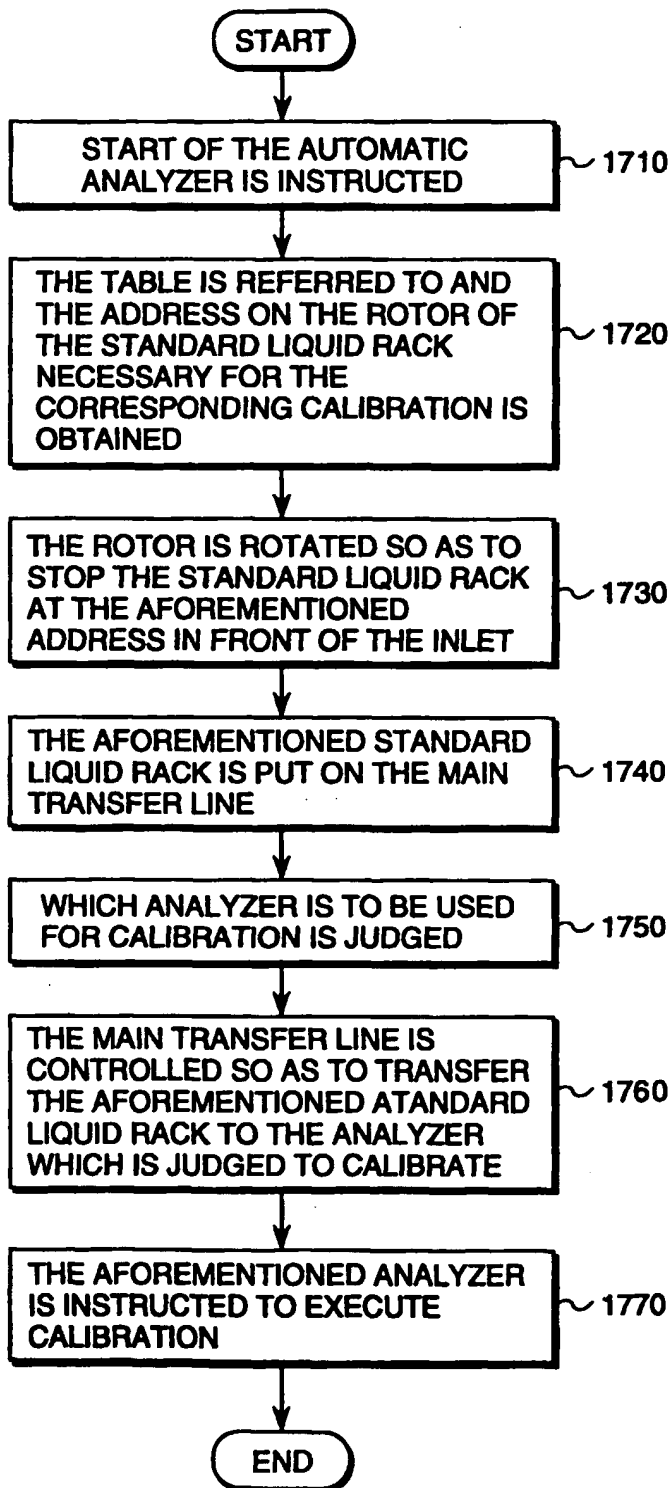 START
START OF THE AUTOMATIC
ANALYZER IS INSTRUCTED
1710
THE TABLE IS REFERRED TO AND
THE ADDRESS ON THE ROTOR OF
THE STANDARD LIQUID RACK
NECESSARY FOR THE
CORRESPONDING CALIBRATION IS
OBTAINED
1720
THE ROTOR IS ROTATED SO AS TO
STOP THE STANDARD LIQUID RACK
AT THE AFOREMENTIONED
ADDRESS IN FRONT OF THE INLET
1730
THE AFOREMENTIONED STANDARD
LIQUID RACK IS PUT ON THE MAIN
TRANSFER LINE
1740
WHICH ANALYZER IS TO BE USED
FOR CALIBRATION IS JUDGED
1750
THE MAIN TRANSFER LINE IS
CONTROLLED SO AS TO TRANSFER
THE AFOREMENTIONED ATANDARD
LIQUID RACK TO THE ANALYZER
WHICH IS JUDGED TO CALIBRATE
1760
THE AFOREMENTIONED ANALYZER
IS INSTRUCTED TO EXECUTE
CALIBRATION
1770
END